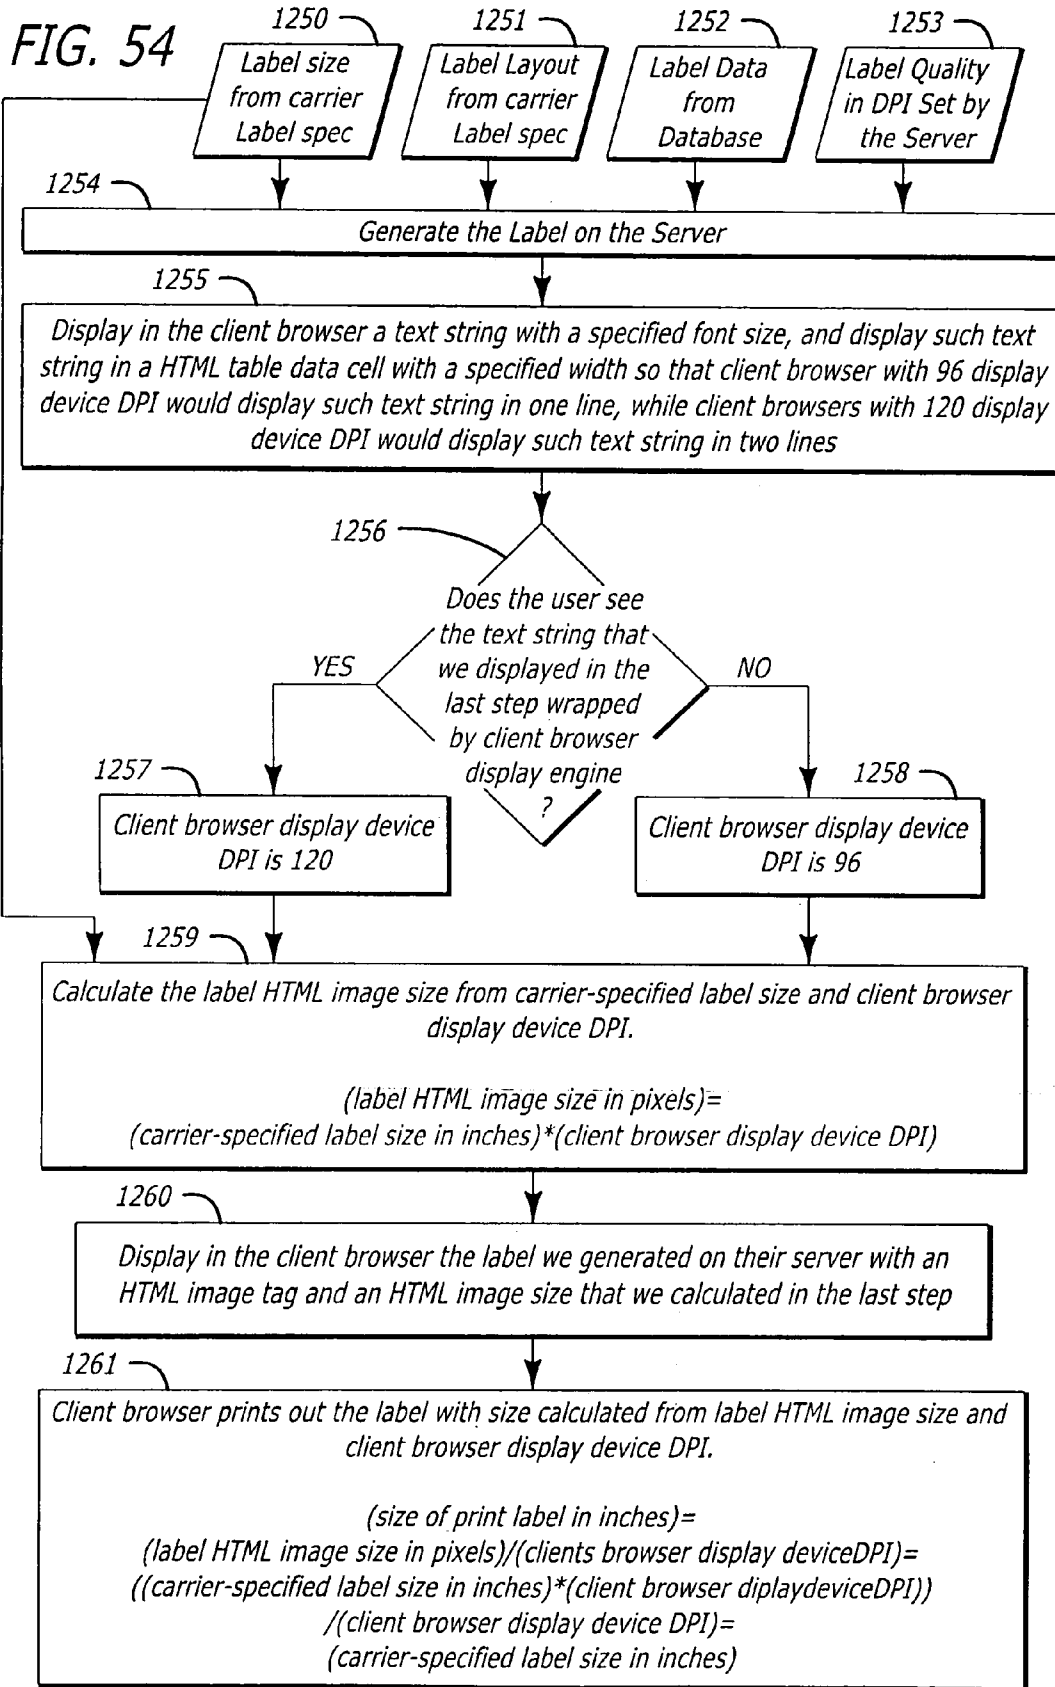 FIG. 54
1250
Label size
from carrier
Label spec
1251
Label Layout
from carrier
Label spec
1252
Label Data
from
Database
1253
Label Quality
in DPI Set by
the Server
1254
Generate the Label on the Server
1255
Display in the client browser a text string with a specified font size, and display such text
string in a HTML table data cell with a specified width so that client browser with 96 display
device DPI would display such text string in one line, while client browsers with 120 display
device DPI would display such text string in two lines
1256
Does the user see
the text string that
we displayed in the
last step wrapped
by client browser
display engine
?
YES
NO
1257
Client browser display device
DPI is 120
1258
Client browser display device
DPI is 96
1259
Calculate the label HTML image size from carrier-specified label size and client browser
display device DPI.
(label HTML image size in pixels)=
(carrier-specified label size in inches)*(client browser display device DPI)
1260
Display in the client browser the label we generated on their server with an
HTML image tag and an HTML image size that we calculated in the last step
1261
Client browser prints out the label with size calculated from label HTML image size and
client browser display device DPI.
(size of print label in inches)=
(label HTML image size in pixels)/(clients browser display deviceDPI)=
((carrier-specified label size in inches)*(client browser diplaydeviceDPI))
/(client browser display device DPI)=
(carrier-specified label size in inches)